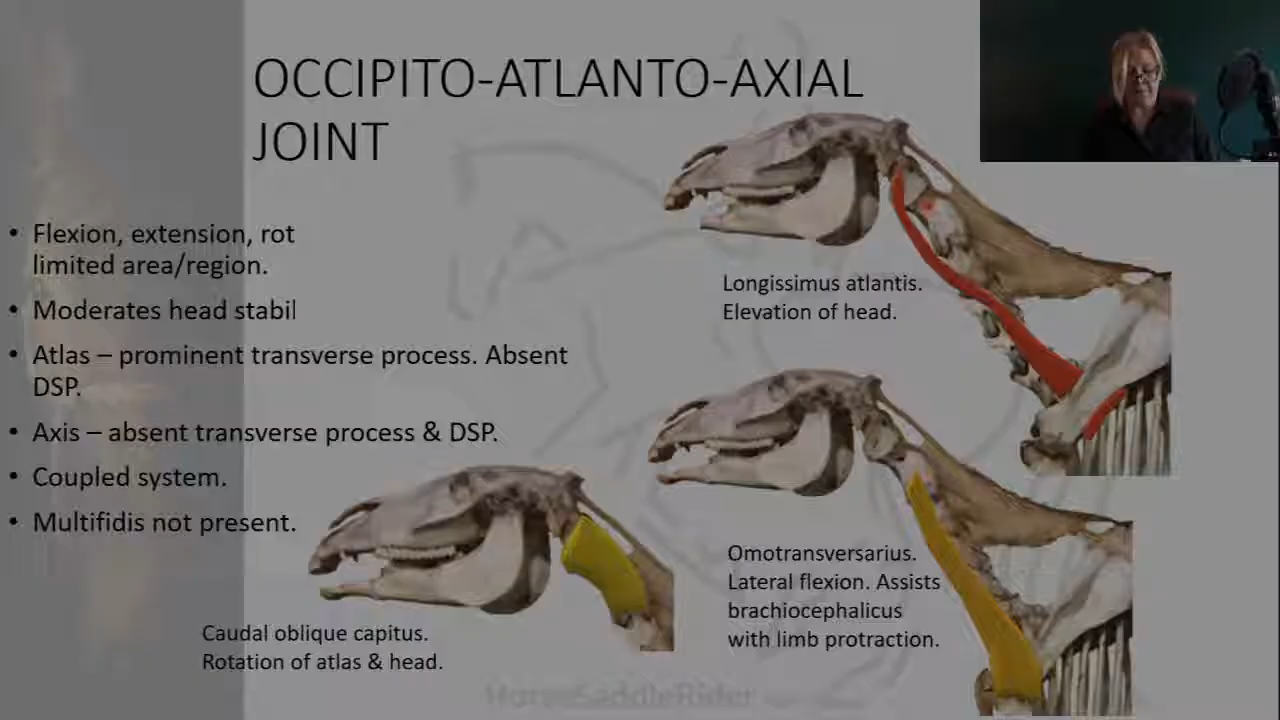 OCCIPITO-ATLANTO-AXIAL
JOINT
• Flexion, extension, rot
limited area/region.
• Moderates head stabil
• Atlas – prominent transverse process. Absent
DSP.
• Axis – absent transverse process & DSP.
• Coupled system.
• Multifidis not present.
Longissimus atlantis.
Elevation of head.
Omotransversarius.
Lateral flexion. Assists
brachiocephalicus
with limb protraction.
Caudal oblique capitus.
Rotation of atlas & head.
HorseSaddleRider